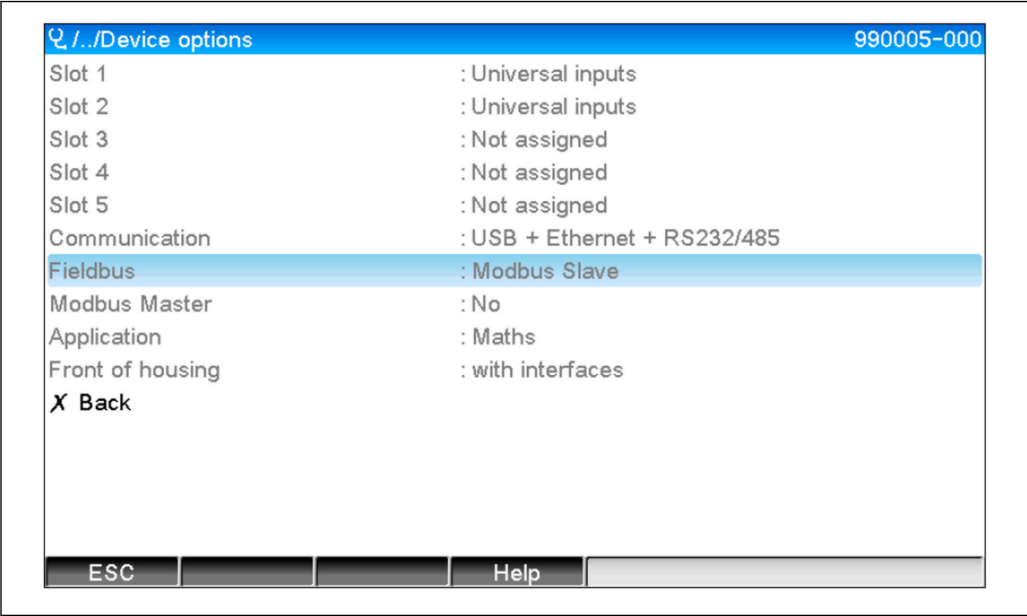 /../Device options 990005-000
Slot 1 : Universal inputs
Slot 2 : Universal inputs
Slot 3 : Not assigned
Slot 4 : Not assigned
Slot 5 : Not assigned
Communication : USB + Ethernet + RS232/485
Fieldbus : Modbus Slave
Modbus Master : No
Application : Maths
Front of housing : with interfaces
X Back
ESC Help